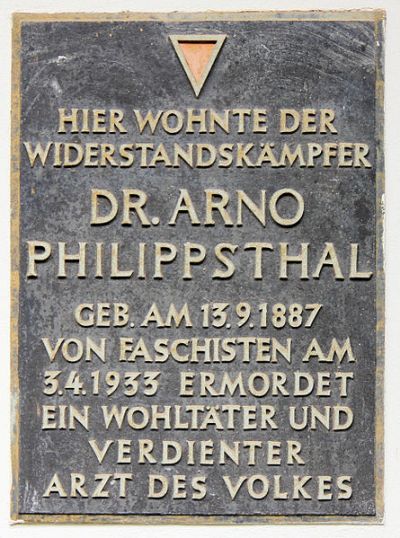 HIER WOHNTE DER
WIDERSTANDSKÄMPFER
DR. ARNO
PHILIPPSTHAL
GEB. AM 13.9.1887
VON FASCHISTEN AM
3.4.1933 ERMORDET
EIN WOHLTÄTER UND
VERDIENTER
ARZT DES VOLKES